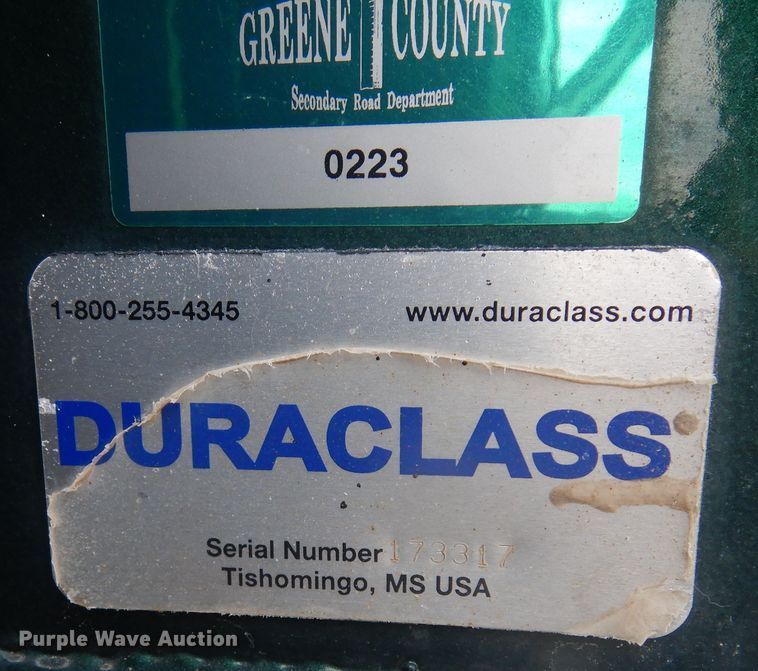 GREENE COUNTY
Secondary Road Department
0223
1-800-255-4345 www.duraclass.com
DURACLASS
Serial Number 173317
Tishomingo, MS USA
Purple Wave Auction